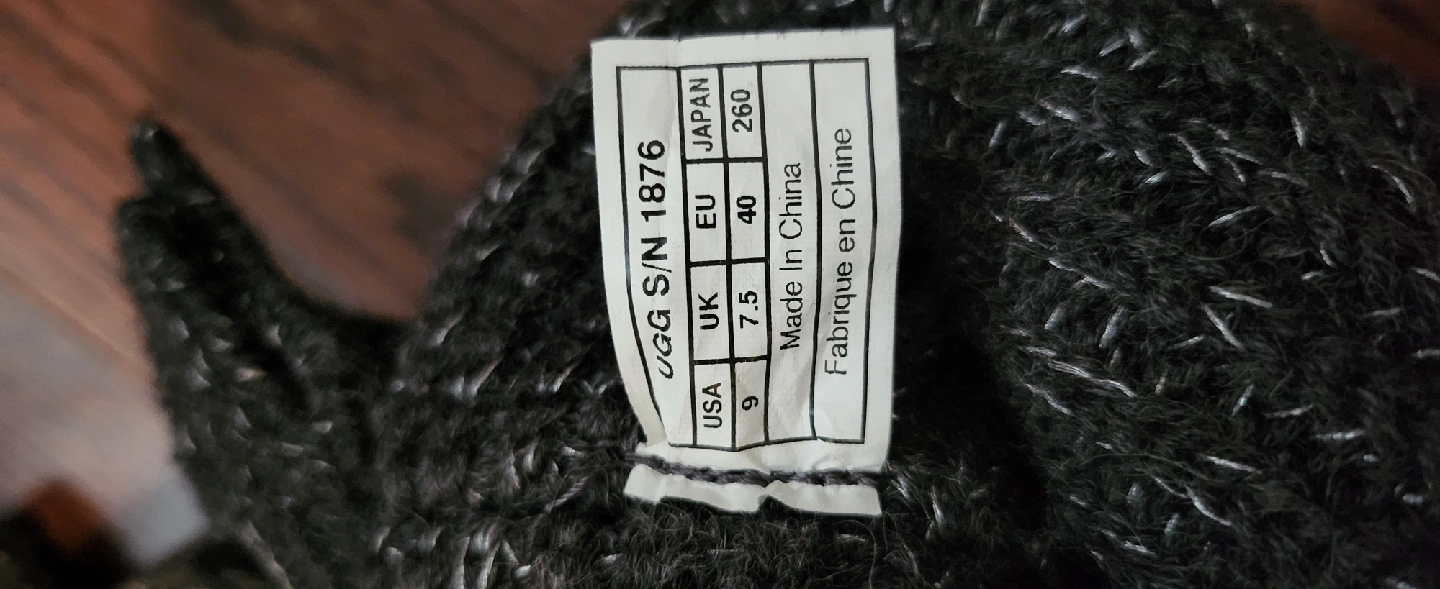 UGG S/N 1876
USA UK EU JAPAN
9 7.5 40 260
Made In China
Fabrique en Chine